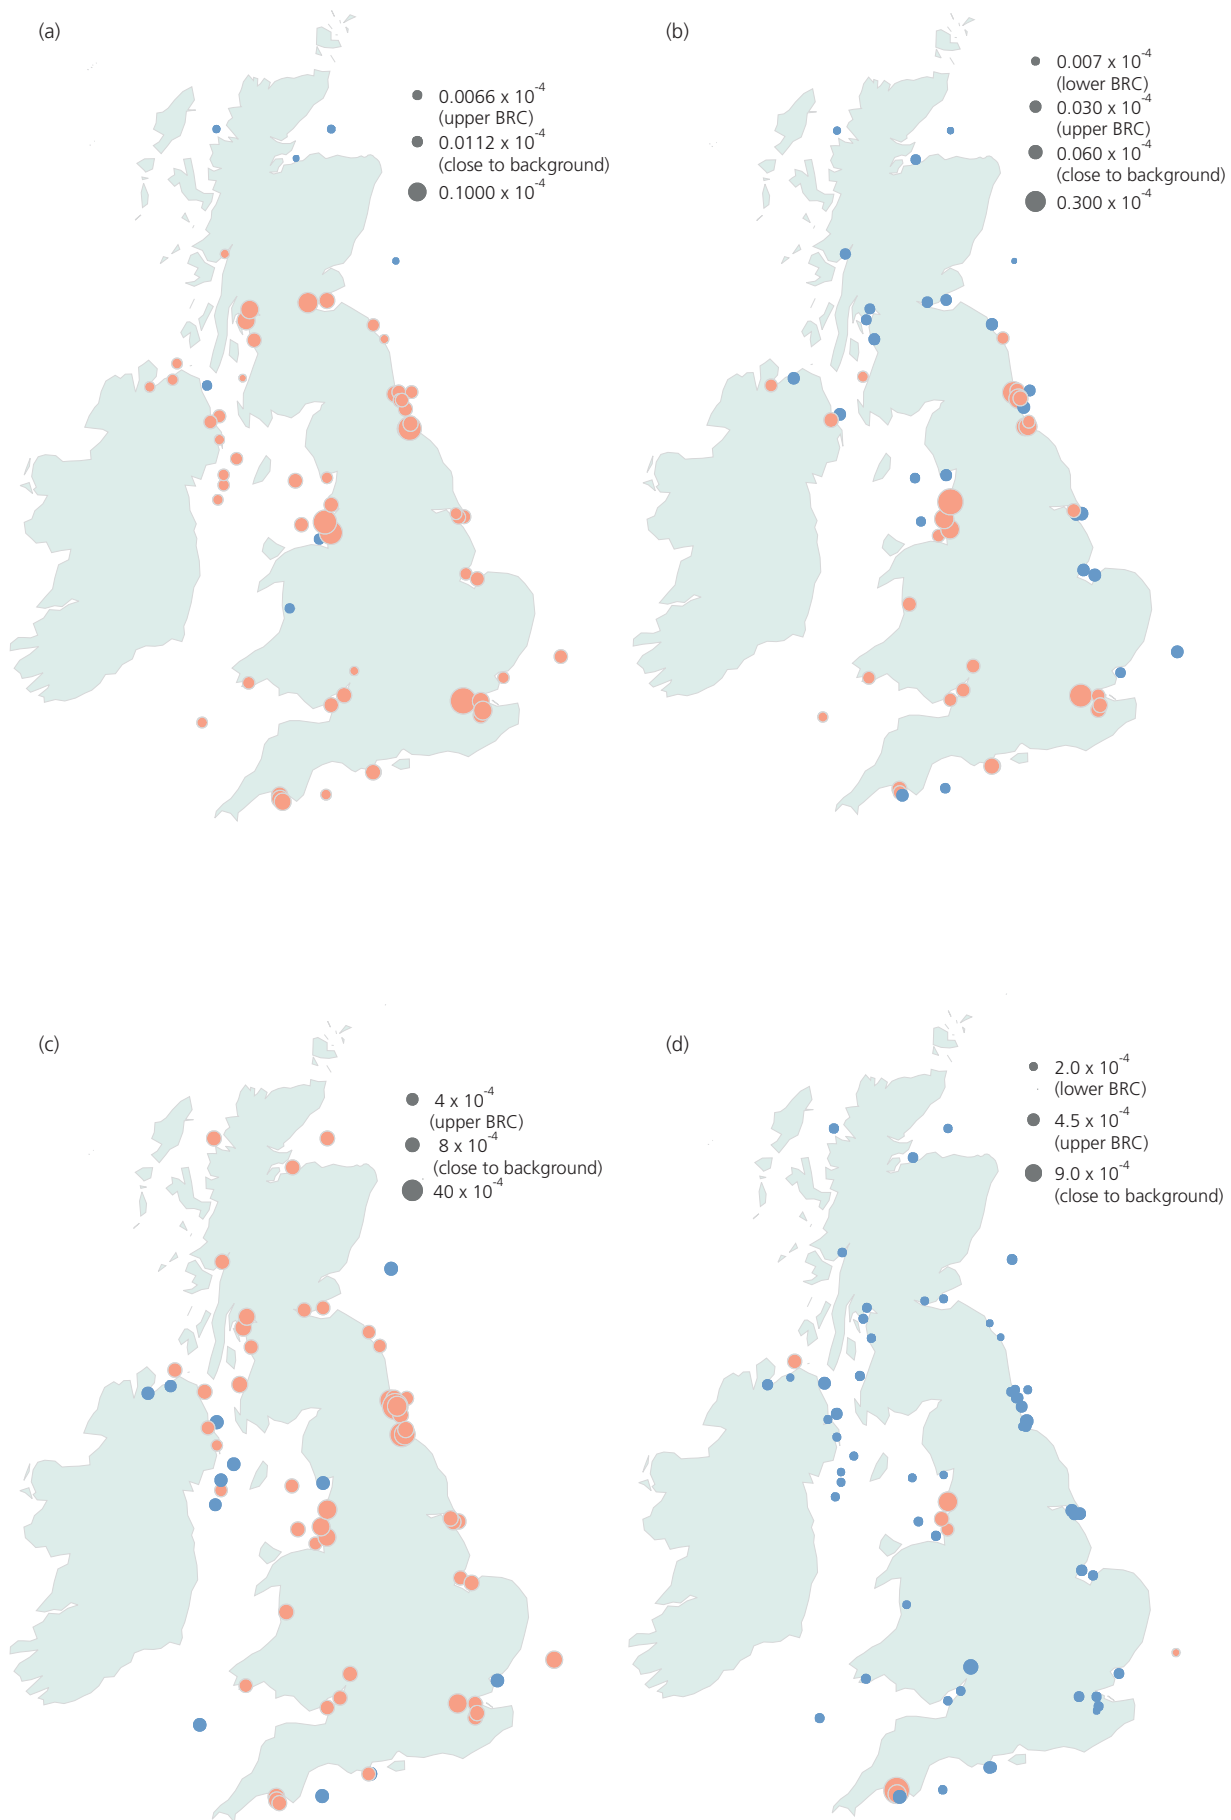 (a)
0.0066 x 10⁻⁴
(upper BRC)
0.0112 x 10⁻⁴
(close to background)
0.1000 x 10⁻⁴
(b)
0.007 x 10⁻⁴
(lower BRC)
0.030 x 10⁻⁴
(upper BRC)
0.060 x 10⁻⁴
(close to background)
0.300 x 10⁻⁴
(c)
4 x 10⁻⁴
(upper BRC)
8 x 10⁻⁴
(close to background)
40 x 10⁻⁴
(d)
2.0 x 10⁻⁴
(lower BRC)
4.5 x 10⁻⁴
(upper BRC)
9.0 x 10⁻⁴
(close to background)